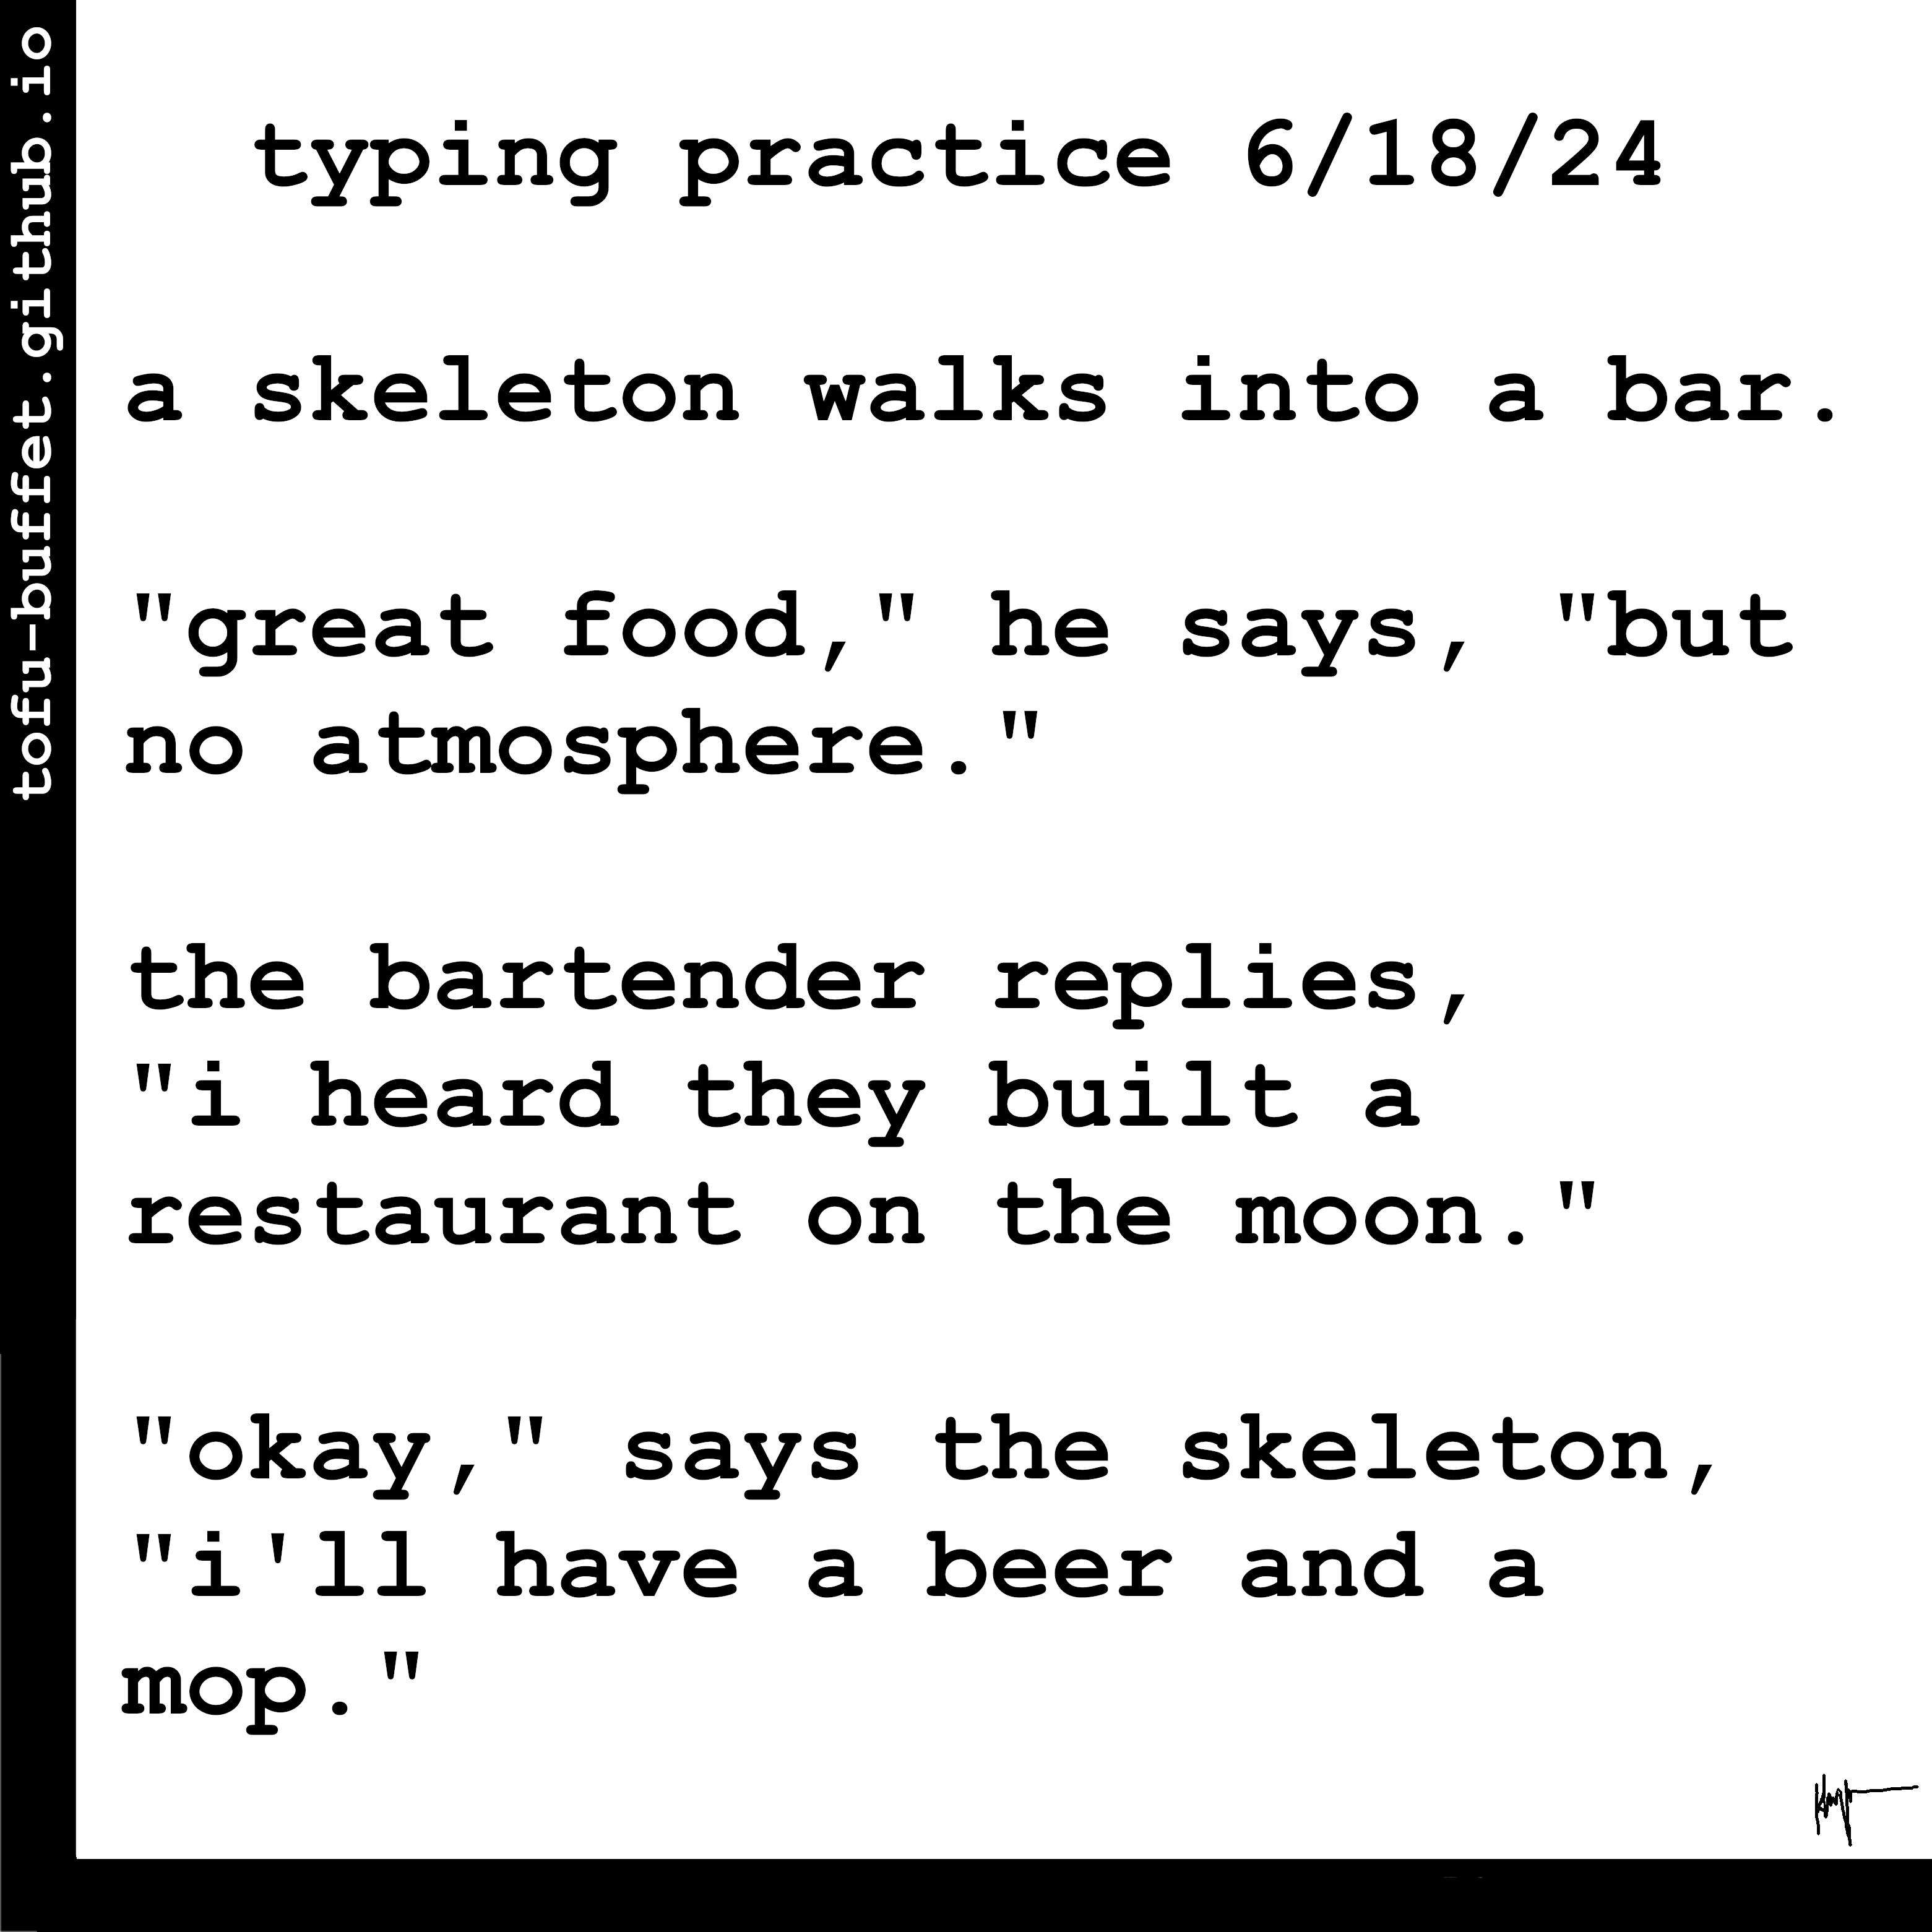 tofu-buffet.github.io
typing practice 6/18/24
a skeleton walks into a bar.
"great food," he says, "but
no atmosphere."
the bartender replies,
"i heard they built a
restaurant on the moon."
"okay," says the skeleton,
"i'll have a beer and a
mop."